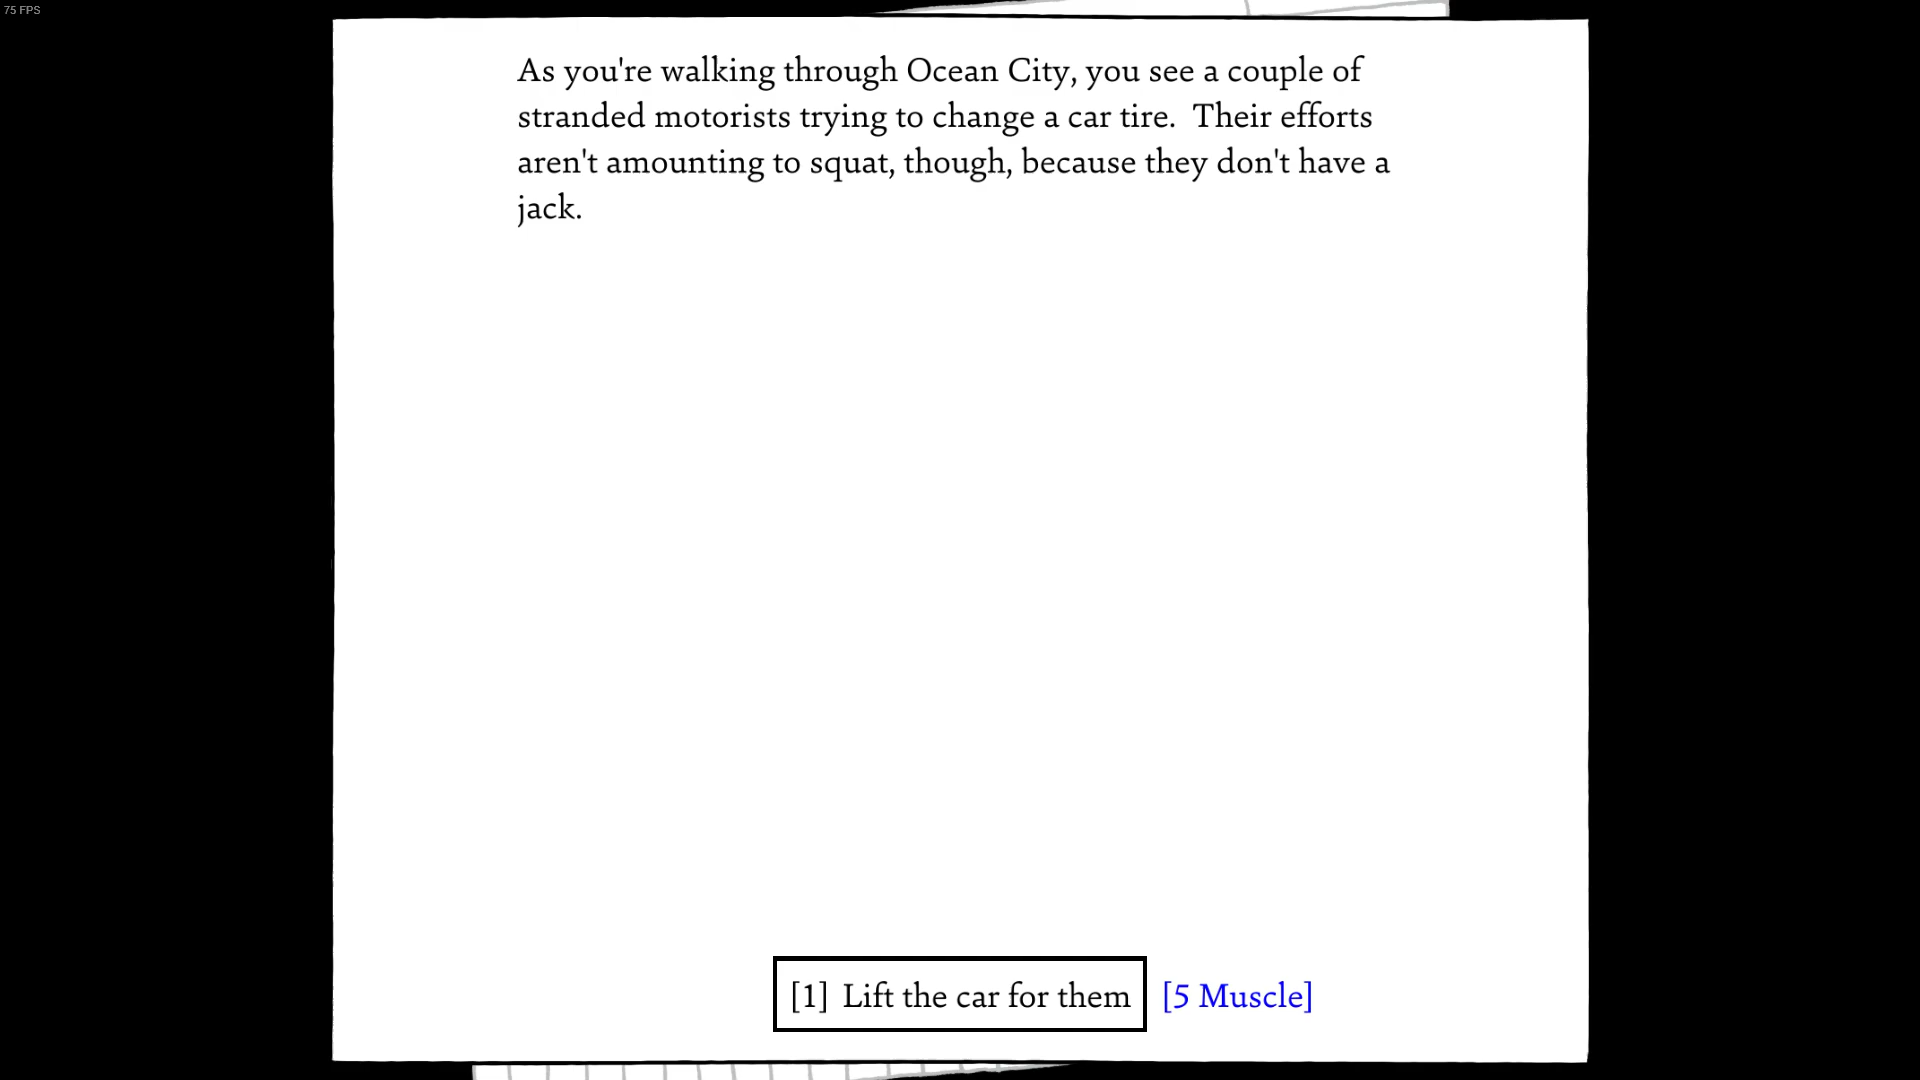 75 FPS
As you're walking through Ocean City, you see a couple of
stranded motorists trying to change a car tire.  Their efforts
aren't amounting to squat, though, because they don't have a
jack.
[1] Lift the car for them [5 Muscle]